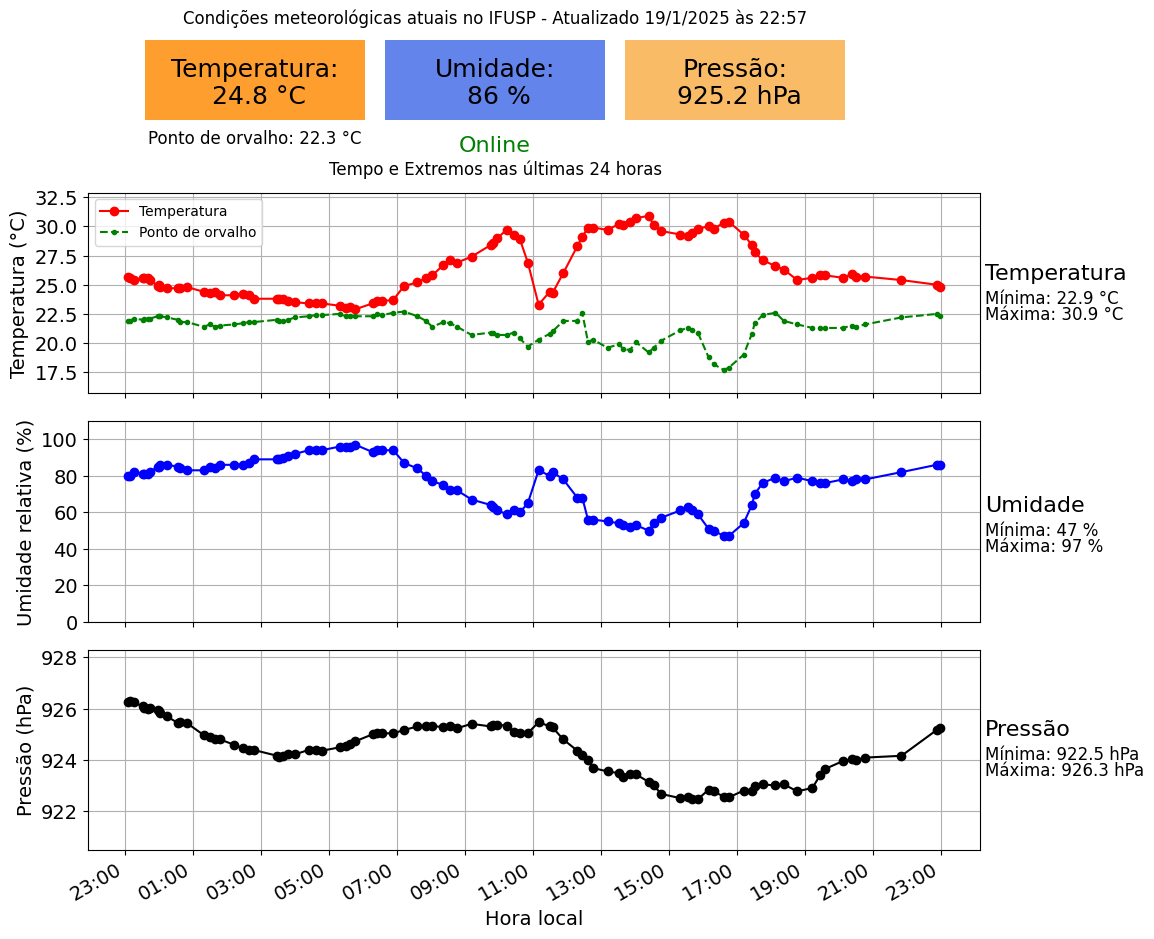 Condições meteorológicas atuais no IFUSP - Atualizado 19/1/2025 às 22:57
Temperatura:
24.8 °C
Umidade:
86 %
Pressão:
925.2 hPa
Ponto de orvalho: 22.3 °C
Online
Tempo e Extremos nas últimas 24 horas
Temperatura (°C)
32.5
30.0
27.5
25.0
22.5
20.0
17.5
Temperatura
Ponto de orvalho
Temperatura
Mínima: 22.9 °C
Máxima: 30.9 °C
Umidade relativa (%)
100
80
60
40
20
0
Umidade
Mínima: 47 %
Máxima: 97 %
Pressão (hPa)
928
926
924
922
Pressão
Mínima: 922.5 hPa
Máxima: 926.3 hPa
23:00 01:00 03:00 05:00 07:00 09:00 11:00 13:00 15:00 17:00 19:00 21:00 23:00
Hora local